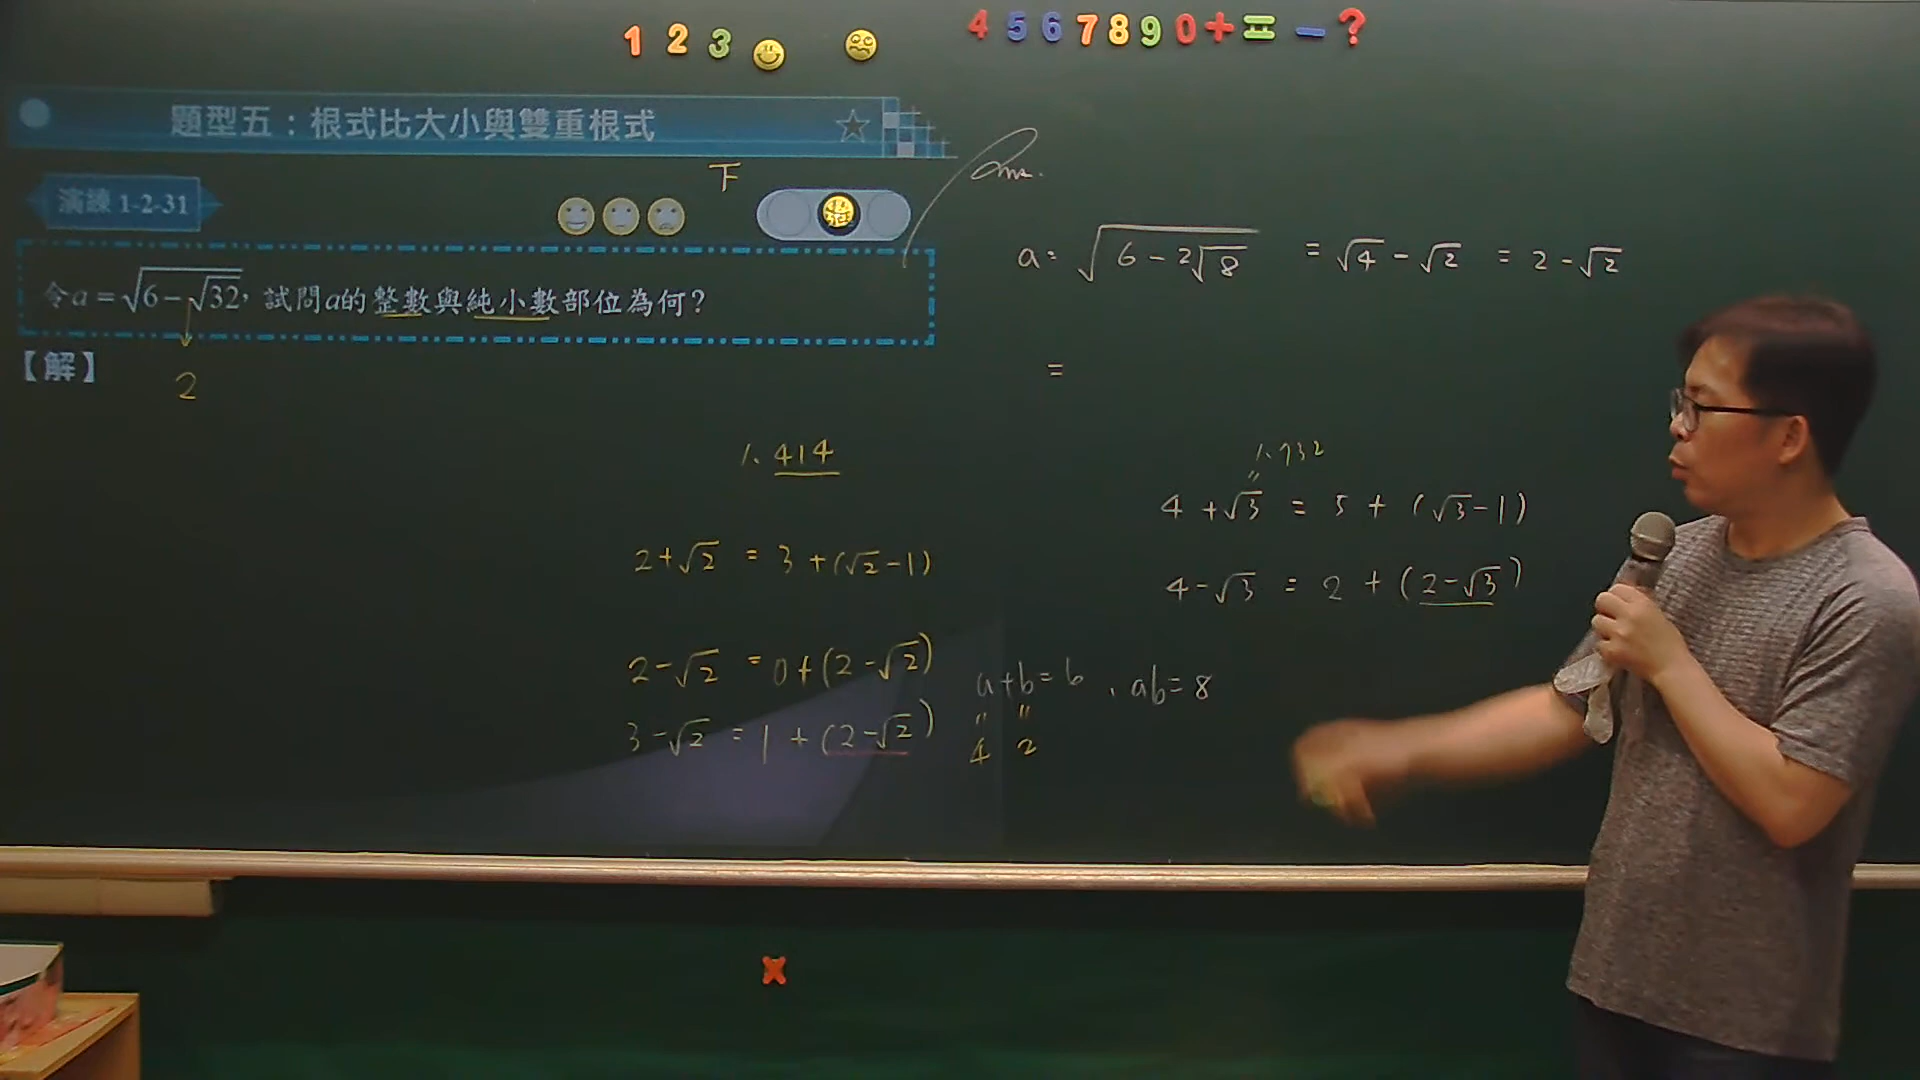 1 2 3
4 5 6 7 8 9 0 + = − ?
題型五：根式比大小與雙重根式
下
Ans.
演練 1-2-31
令a = √(6 − √32)，試問a的整數與純小數部位為何？
【解】
2
a = √(6 − 2√8) = √4 − √2 = 2 − √2
=
1.414
2 + √2 = 3 + (√2 − 1)
2 − √2 = 0 + (2 − √2)
3 − √2 = 1 + (2 − √2)
a + b = 6 、 ab = 8
" "
4 2
1.732
"
4 + √3 = 5 + (√3 − 1)
4 − √3 = 2 + (2 − √3)
x